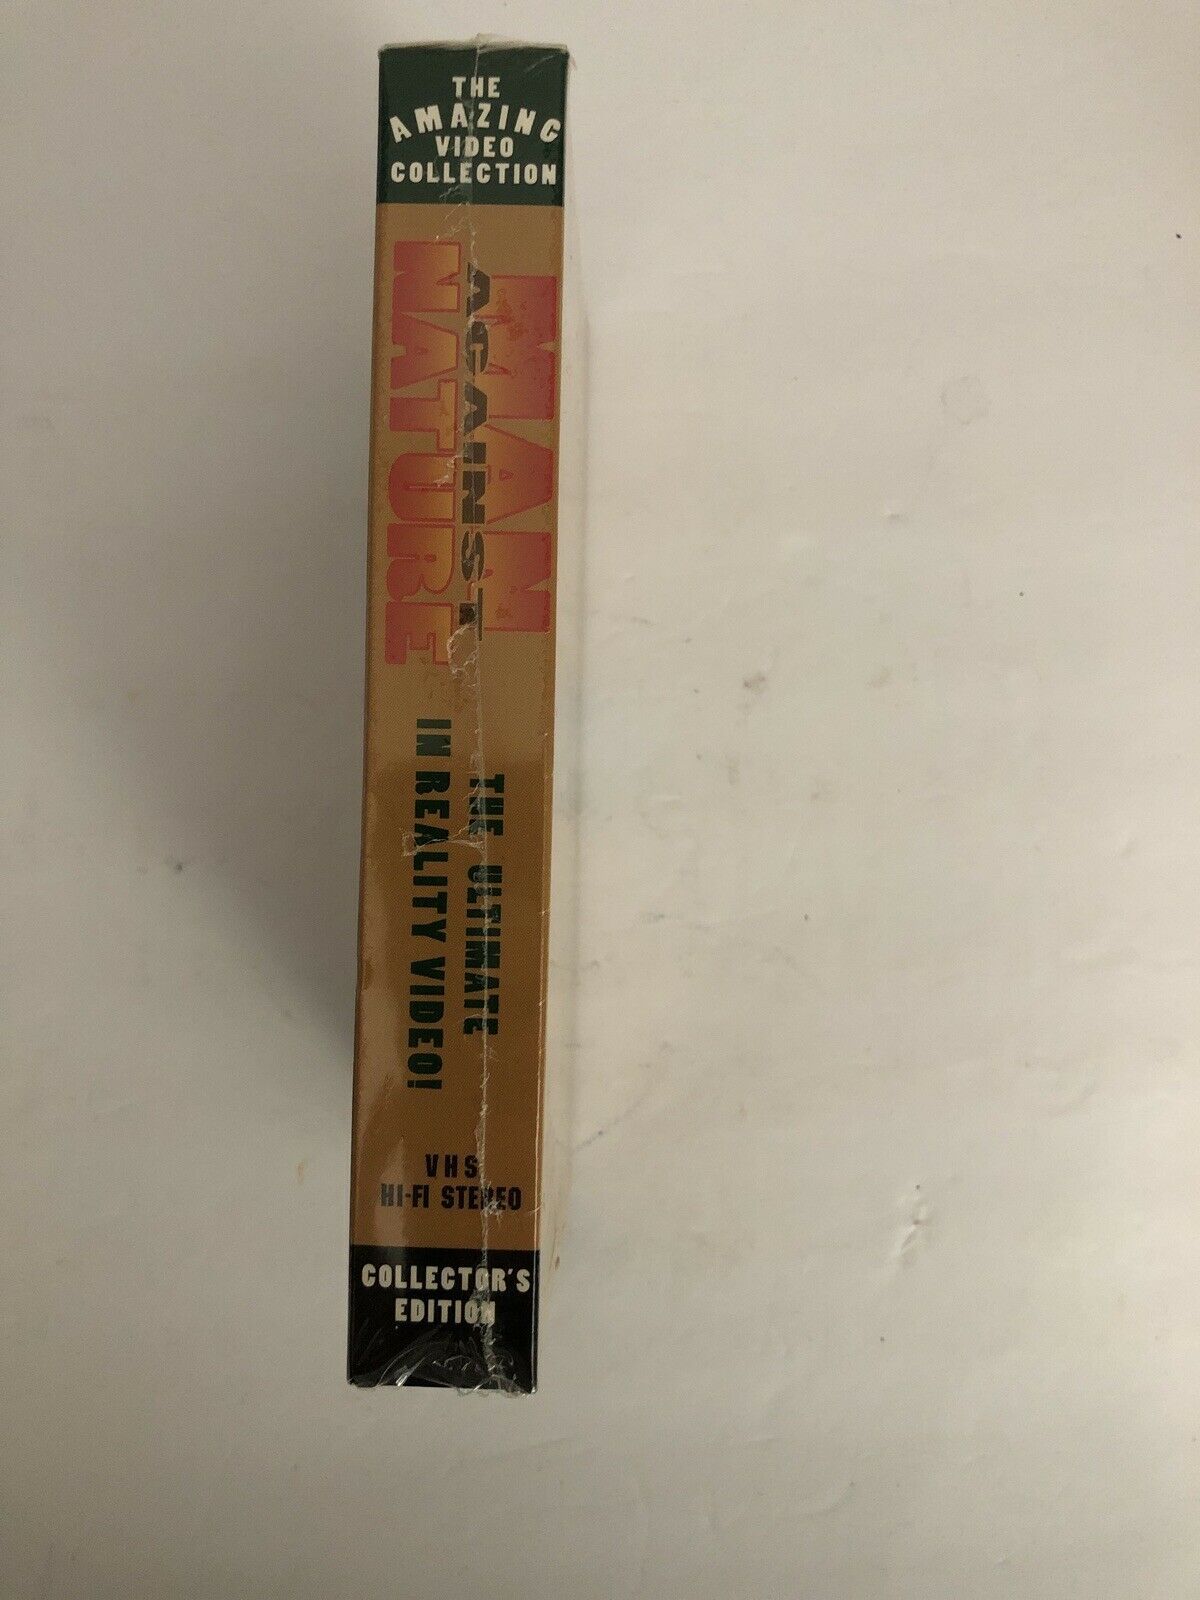 THE
AMAZING
VIDEO
COLLECTION
MAN
AGAINST
NATURE
THE ULTIMATE
IN REALITY VIDEO!
VHS
HI-FI STEREO
COLLECTOR'S
EDITION